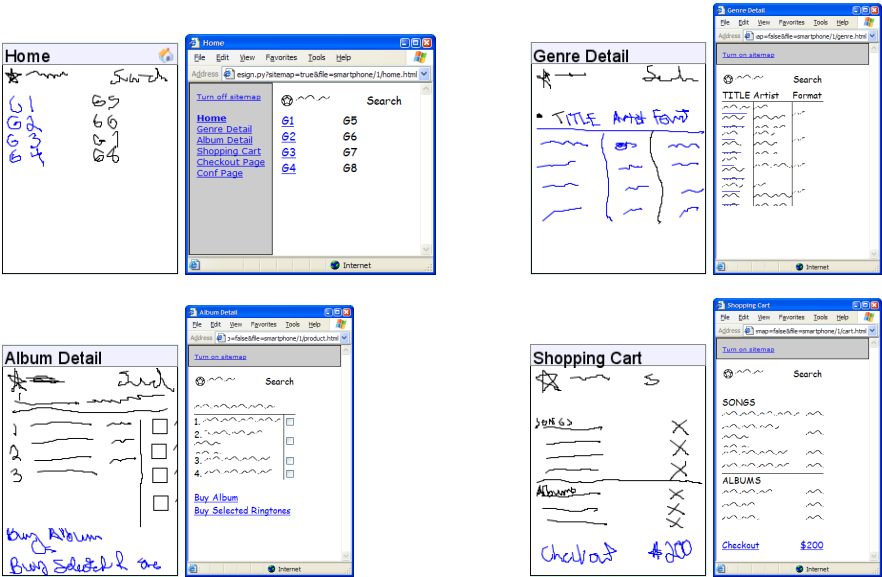 Home
Search
G1 G5
G2 G6
G3 G7
G4 G8
Home
File Edit View Favorites Tools Help
Address esign.py?sitemap=true&file=smartphone/1/home.html
Turn off sitemap
Home
Genre Detail
Album Detail
Shopping Cart
Checkout Page
Conf Page
Search
G1 G5
G2 G6
G3 G7
G4 G8
Internet
Genre Detail
TITLE Artist
Genre Detail
File Edit View Favorites Tools Help
Address ap=false&file=smartphone/1/genre.html
Turn on sitemap
Search
TITLE Artist Format
Internet
Album Detail
1
2
3
Buy Album
Buy
Album Detail
File Edit View Favorites Tools Help
Address p=false&file=smartphone/1/product.html
Turn on sitemap
Search
1.
2.
3.
4.
Buy Album
Buy Selected Ringtones
Internet
Shopping Cart
S
SONGS
Albums
Checkout $200
Shopping Cart
File Edit View Favorites Tools Help
Address map=false&file=smartphone/1/cart.html
Turn on sitemap
Search
SONGS
ALBUMS
Checkout $200
Internet